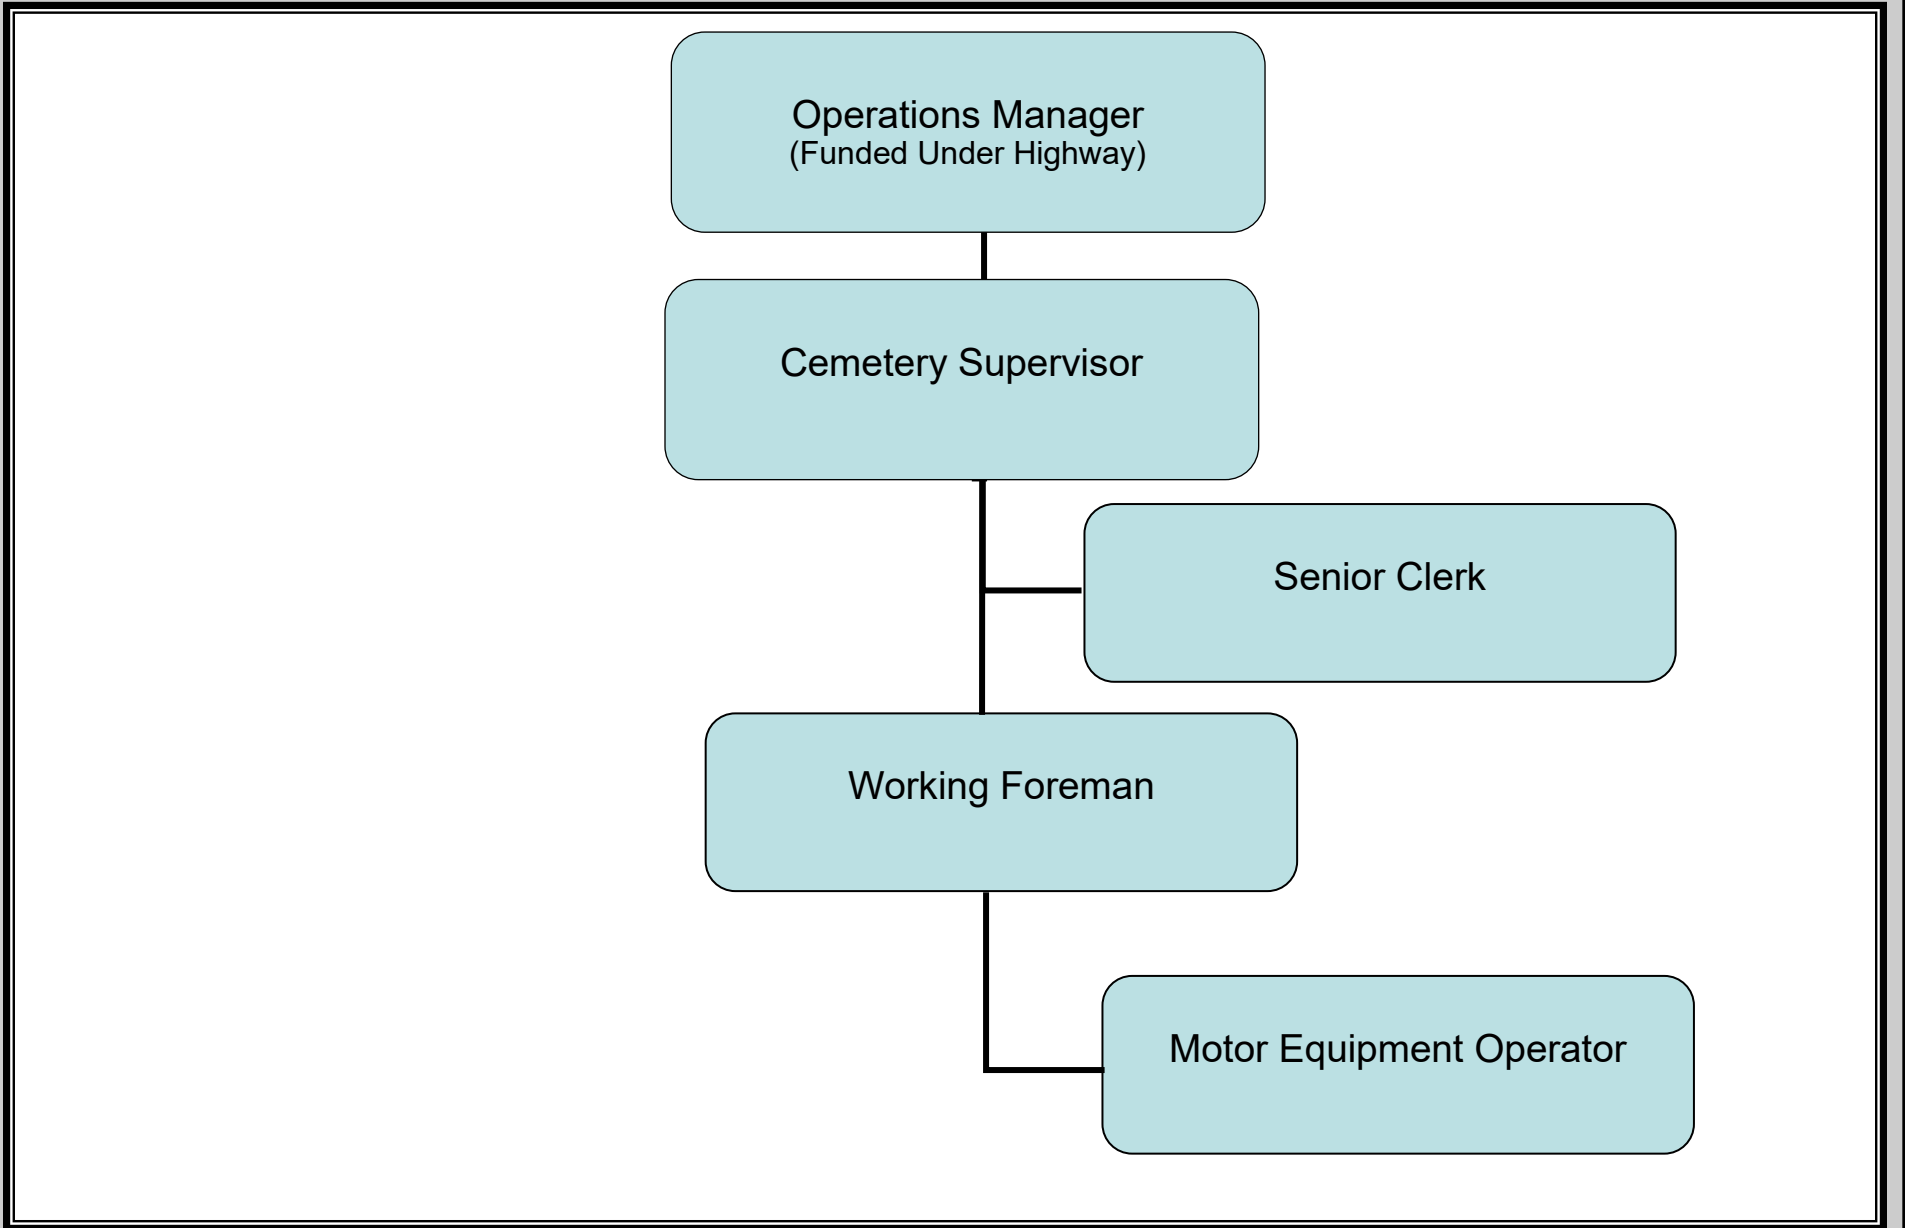 Operations Manager
(Funded Under Highway)
Cemetery Supervisor
Senior Clerk
Working Foreman
Motor Equipment Operator